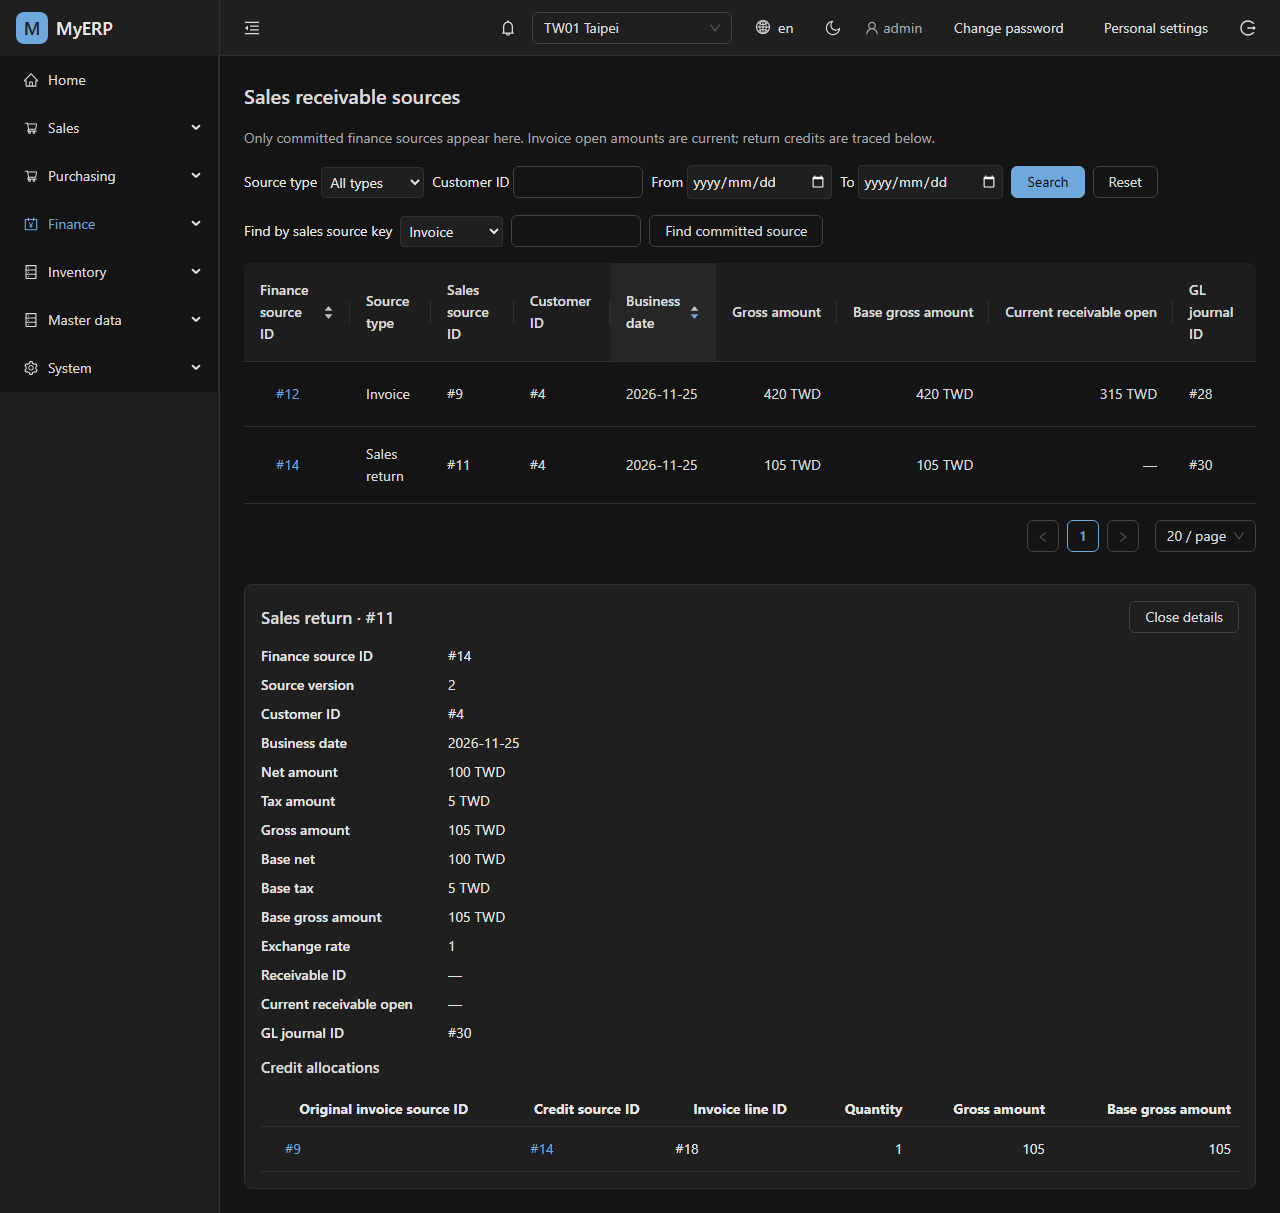 M MyERP
TW01 Taipei
en
admin
Change password
Personal settings
Home
Sales
Purchasing
Finance
Inventory
Master data
System
Sales receivable sources
Only committed finance sources appear here. Invoice open amounts are current; return credits are traced below.
Source type All types Customer ID From yyyy/mm/dd To yyyy/mm/dd Search Reset
Find by sales source key Invoice Find committed source
Finance source ID Source type Sales source ID Customer ID Business date Gross amount Base gross amount Current receivable open GL journal ID
#12 Invoice #9 #4 2026-11-25 420 TWD 420 TWD 315 TWD #28
#14 Sales return #11 #4 2026-11-25 105 TWD 105 TWD — #30
< 1 > 20 / page
Sales return · #11 Close details
Finance source ID #14
Source version 2
Customer ID #4
Business date 2026-11-25
Net amount 100 TWD
Tax amount 5 TWD
Gross amount 105 TWD
Base net 100 TWD
Base tax 5 TWD
Base gross amount 105 TWD
Exchange rate 1
Receivable ID —
Current receivable open —
GL journal ID #30
Credit allocations
Original invoice source ID Credit source ID Invoice line ID Quantity Gross amount Base gross amount
#9 #14 #18 1 105 105